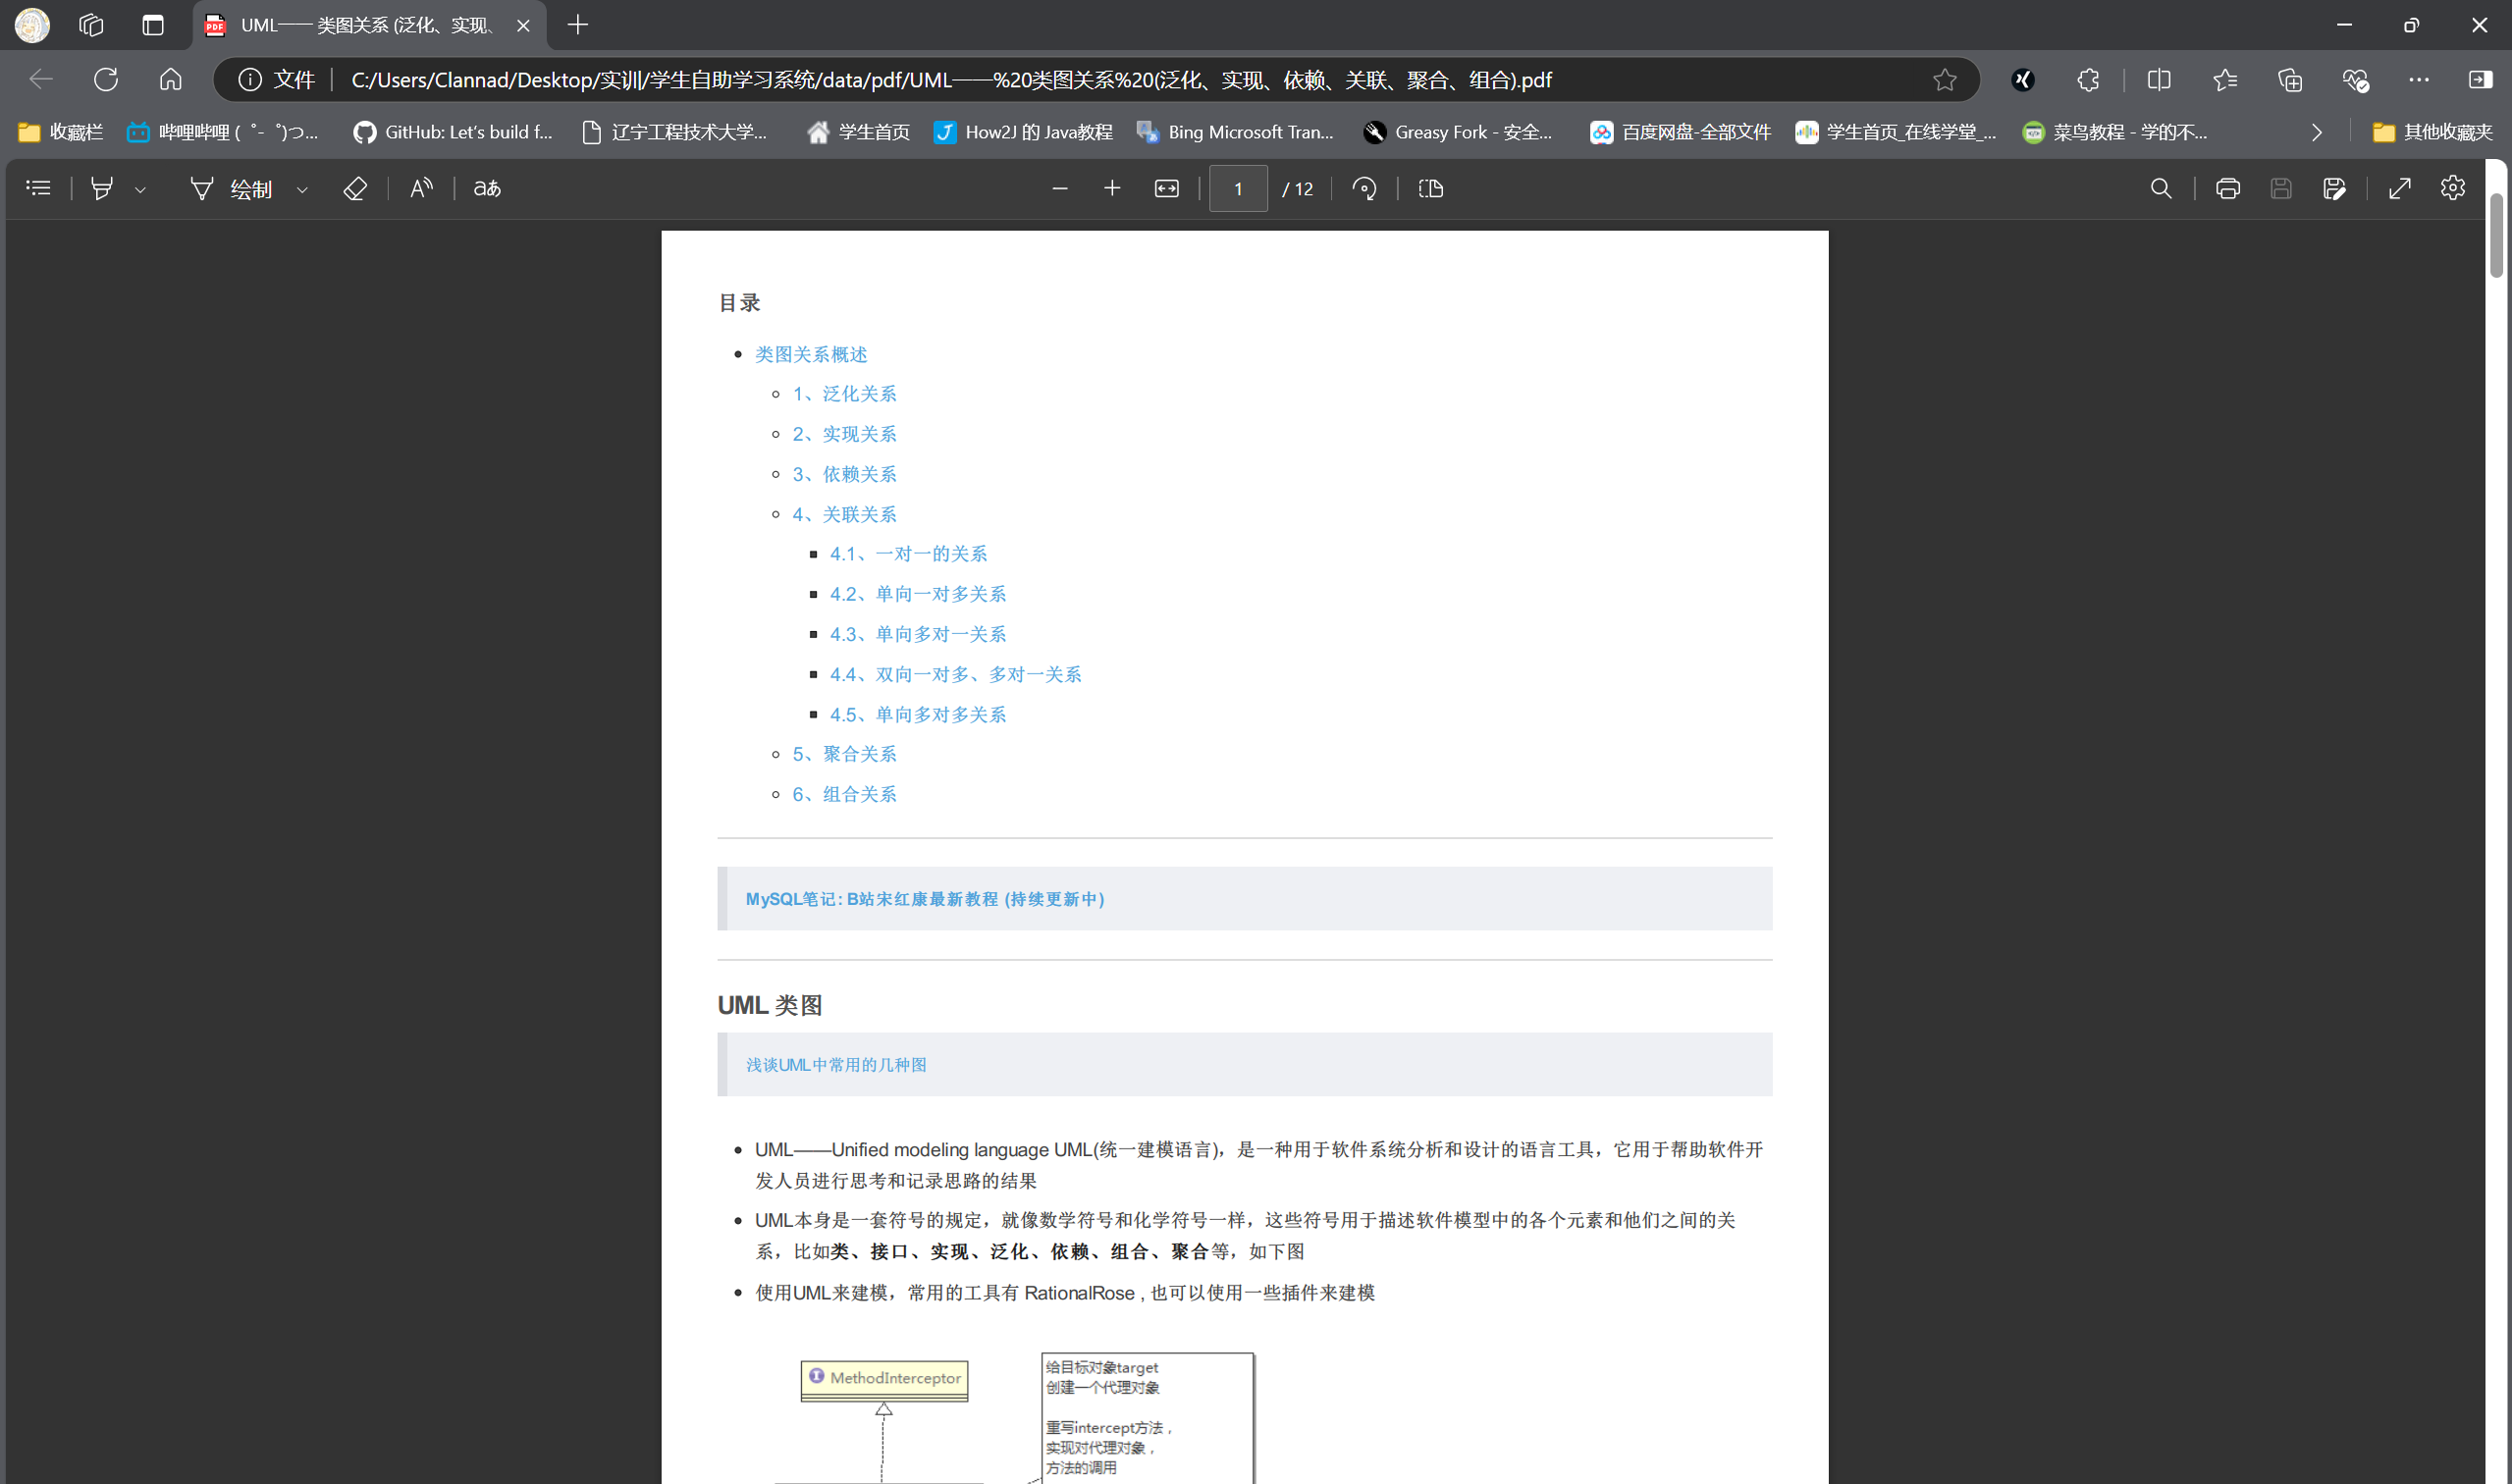 UML—— 类图关系 (泛化、实现、
文件
C:/Users/Clannad/Desktop/实训/学生自助学习系统/data/pdf/UML——%20类图关系%20(泛化、实现、依赖、关联、聚合、组合).pdf
收藏栏
哔哩哔哩 (゜-゜)つ...
GitHub: Let's build f...
辽宁工程技术大学...
学生首页
How2J 的 Java教程
Bing Microsoft Tran...
Greasy Fork - 安全...
百度网盘-全部文件
学生首页_在线学堂_...
菜鸟教程 - 学的不...
其他收藏夹
绘制
aあ
1
/ 12
目录
类图关系概述
1、泛化关系
2、实现关系
3、依赖关系
4、关联关系
4.1、一对一的关系
4.2、单向一对多关系
4.3、单向多对一关系
4.4、双向一对多、多对一关系
4.5、单向多对多关系
5、聚合关系
6、组合关系
MySQL笔记: B站宋红康最新教程 (持续更新中)
UML 类图
浅谈UML中常用的几种图
UML——Unified modeling language UML(统一建模语言)，是一种用于软件系统分析和设计的语言工具，它用于帮助软件开
发人员进行思考和记录思路的结果
UML本身是一套符号的规定，就像数学符号和化学符号一样，这些符号用于描述软件模型中的各个元素和他们之间的关
系，比如类、接口、实现、泛化、依赖、组合、聚合等，如下图
使用UML来建模，常用的工具有 RationalRose , 也可以使用一些插件来建模
MethodInterceptor
给目标对象target
创建一个代理对象
重写intercept方法，
实现对代理对象，
方法的调用